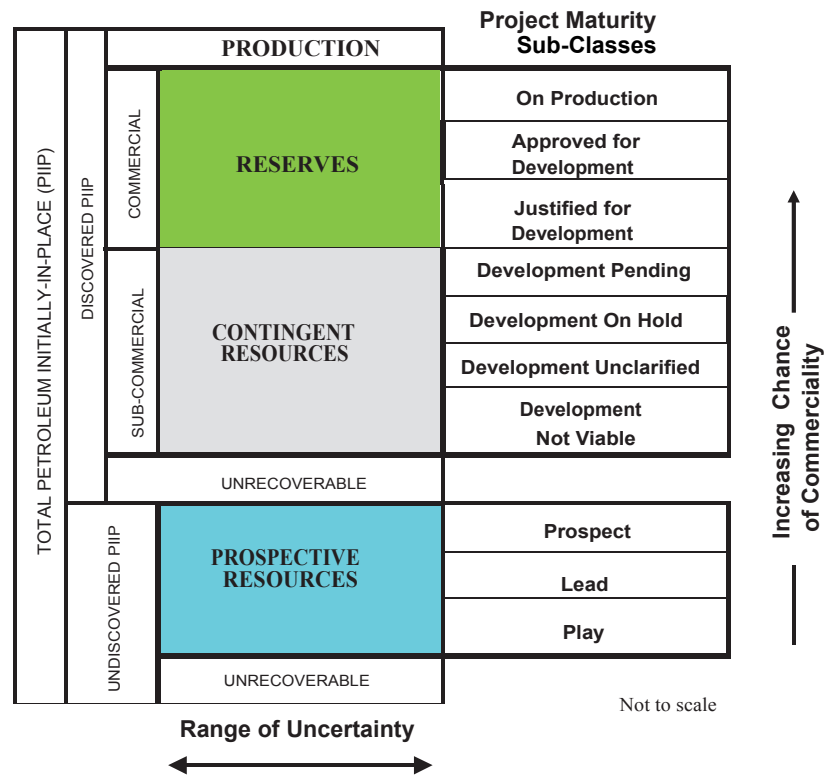 Project Maturity
Sub-Classes
PRODUCTION
TOTAL PETROLEUM INITIALLY-IN-PLACE (PIIP)
DISCOVERED PIIP
COMMERCIAL
RESERVES
On Production
Approved for
Development
Justified for
Development
SUB-COMMERCIAL
CONTINGENT
RESOURCES
Development Pending
Development On Hold
Development Unclarified
Development
Not Viable
UNRECOVERABLE
UNDISCOVERED PIIP
PROSPECTIVE
RESOURCES
Prospect
Lead
Play
UNRECOVERABLE
Increasing Chance
of Commerciality
Not to scale
Range of Uncertainty